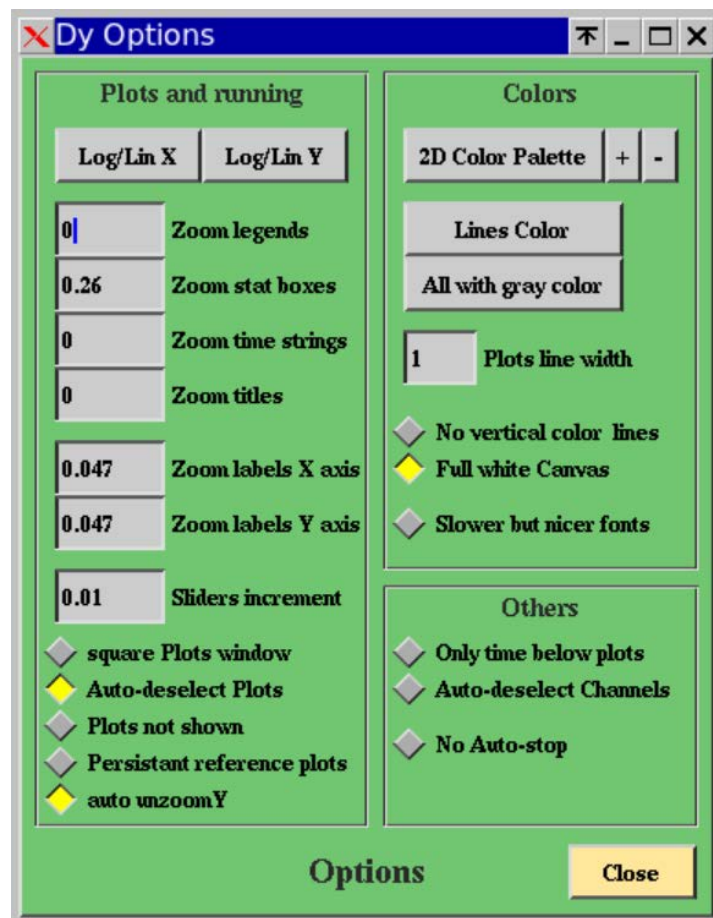 Dy Options
Plots and running
Log/Lin X Log/Lin Y
0 Zoom legends
0.26 Zoom stat boxes
0 Zoom time strings
0 Zoom titles
0.047 Zoom labels X axis
0.047 Zoom labels Y axis
0.01 Sliders increment
square Plots window
Auto-deselect Plots
Plots not shown
Persistant reference plots
auto unzoomY
Colors
2D Color Palette + -
Lines Color
All with gray color
1 Plots line width
No vertical color lines
Full white Canvas
Slower but nicer fonts
Others
Only time below plots
Auto-deselect Channels
No Auto-stop
Options
Close